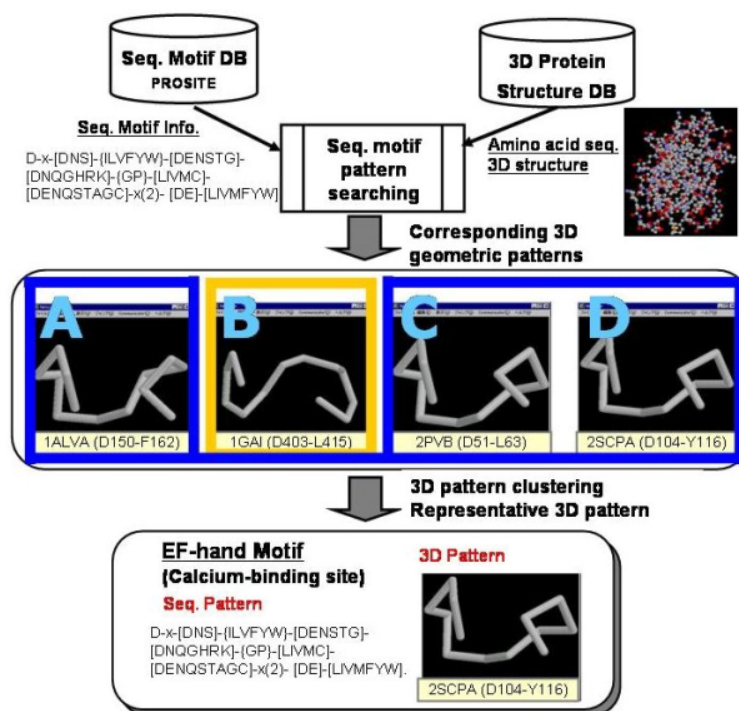 Seq. Motif DB
PROSITE
3D Protein
Structure DB
Seq. Motif Info.
D-x-[DNS]-{ILVFYW}-[DENSTG]-
[DNQGHRK]-{GP}-[LIVMC]-
[DENQSTAGC]-x(2)- [DE]-[LIVMFYW]
Seq. motif
pattern
searching
Amino acid seq.
3D structure
Corresponding 3D
geometric patterns
A
B
C
D
1ALVA (D150-F162)
1GAI (D403-L415)
2PVB (D51-L63)
2SCPA (D104-Y116)
3D pattern clustering
Representative 3D pattern
EF-hand Motif
(Calcium-binding site)
Seq. Pattern
D-x-[DNS]-{ILVFYW}-[DENSTG]-
[DNQGHRK]-{GP}-[LIVMC]-
[DENQSTAGC]-x(2)- [DE]-[LIVMFYW].
3D Pattern
2SCPA (D104-Y116)